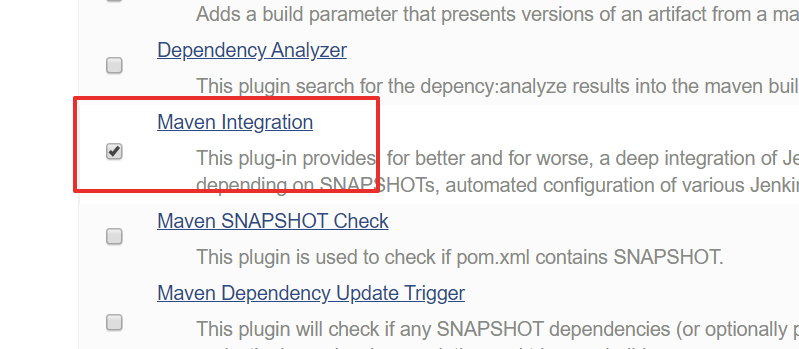 Adds a build parameter that presents versions of an artifact from a ma
Dependency Analyzer
This plugin search for the depency:analyze results into the maven buil
Maven Integration
This plug-in provides, for better and for worse, a deep integration of Je
depending on SNAPSHOTs, automated configuration of various Jenkin
Maven SNAPSHOT Check
This plugin is used to check if pom.xml contains SNAPSHOT.
Maven Dependency Update Trigger
This plugin will check if any SNAPSHOT dependencies (or optionally p